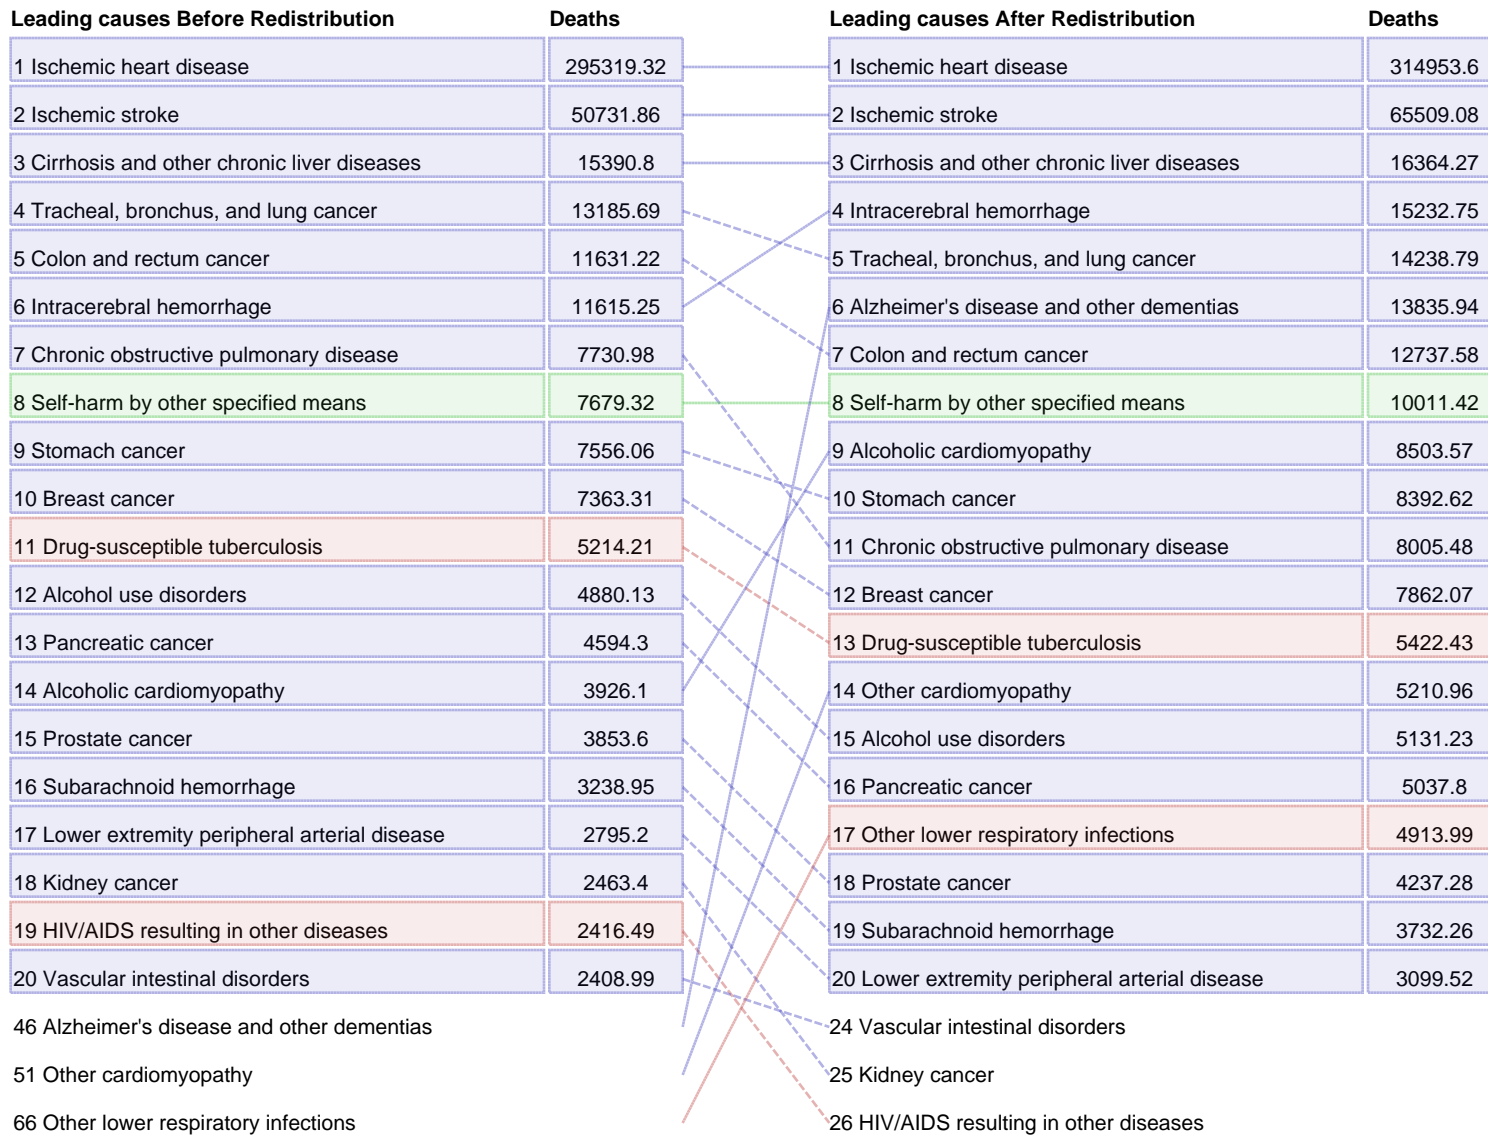 Leading causes Before Redistribution Deaths Leading causes After Redistribution Deaths
1 Ischemic heart disease 295319.32 1 Ischemic heart disease 314953.6
2 Ischemic stroke 50731.86 2 Ischemic stroke 65509.08
3 Cirrhosis and other chronic liver diseases 15390.8 3 Cirrhosis and other chronic liver diseases 16364.27
4 Tracheal, bronchus, and lung cancer 13185.69 4 Intracerebral hemorrhage 15232.75
5 Colon and rectum cancer 11631.22 5 Tracheal, bronchus, and lung cancer 14238.79
6 Intracerebral hemorrhage 11615.25 6 Alzheimer's disease and other dementias 13835.94
7 Chronic obstructive pulmonary disease 7730.98 7 Colon and rectum cancer 12737.58
8 Self-harm by other specified means 7679.32 8 Self-harm by other specified means 10011.42
9 Stomach cancer 7556.06 9 Alcoholic cardiomyopathy 8503.57
10 Breast cancer 7363.31 10 Stomach cancer 8392.62
11 Drug-susceptible tuberculosis 5214.21 11 Chronic obstructive pulmonary disease 8005.48
12 Alcohol use disorders 4880.13 12 Breast cancer 7862.07
13 Pancreatic cancer 4594.3 13 Drug-susceptible tuberculosis 5422.43
14 Alcoholic cardiomyopathy 3926.1 14 Other cardiomyopathy 5210.96
15 Prostate cancer 3853.6 15 Alcohol use disorders 5131.23
16 Subarachnoid hemorrhage 3238.95 16 Pancreatic cancer 5037.8
17 Lower extremity peripheral arterial disease 2795.2 17 Other lower respiratory infections 4913.99
18 Kidney cancer 2463.4 18 Prostate cancer 4237.28
19 HIV/AIDS resulting in other diseases 2416.49 19 Subarachnoid hemorrhage 3732.26
20 Vascular intestinal disorders 2408.99 20 Lower extremity peripheral arterial disease 3099.52
46 Alzheimer's disease and other dementias 24 Vascular intestinal disorders
51 Other cardiomyopathy 25 Kidney cancer
66 Other lower respiratory infections 26 HIV/AIDS resulting in other diseases